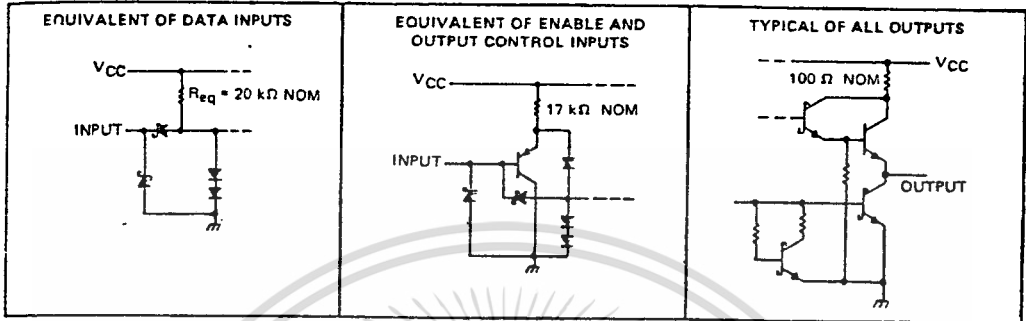 EQUIVALENT OF DATA INPUTS
VCC
Req = 20 kΩ NOM
INPUT
EQUIVALENT OF ENABLE AND
OUTPUT CONTROL INPUTS
VCC
17 kΩ NOM
INPUT
TYPICAL OF ALL OUTPUTS
VCC
100 Ω NOM
OUTPUT